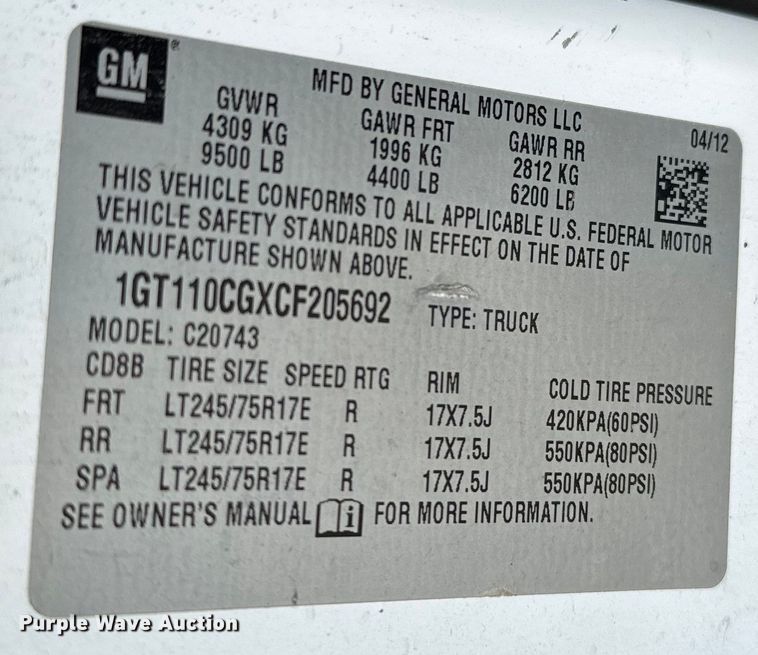 GM ®
MFD BY GENERAL MOTORS LLC
04/12
GVWR GAWR FRT GAWR RR
4309 KG 1996 KG 2812 KG
9500 LB 4400 LB 6200 LB
THIS VEHICLE CONFORMS TO ALL APPLICABLE U.S. FEDERAL MOTOR
VEHICLE SAFETY STANDARDS IN EFFECT ON THE DATE OF
MANUFACTURE SHOWN ABOVE.
1GT110CGXCF205692 TYPE: TRUCK
MODEL: C20743
CD8B TIRE SIZE SPEED RTG RIM COLD TIRE PRESSURE
FRT LT245/75R17E R 17X7.5J 420KPA(60PSI)
RR LT245/75R17E R 17X7.5J 550KPA(80PSI)
SPA LT245/75R17E R 17X7.5J 550KPA(80PSI)
SEE OWNER'S MANUAL i FOR MORE INFORMATION.
Purple Wave Auction